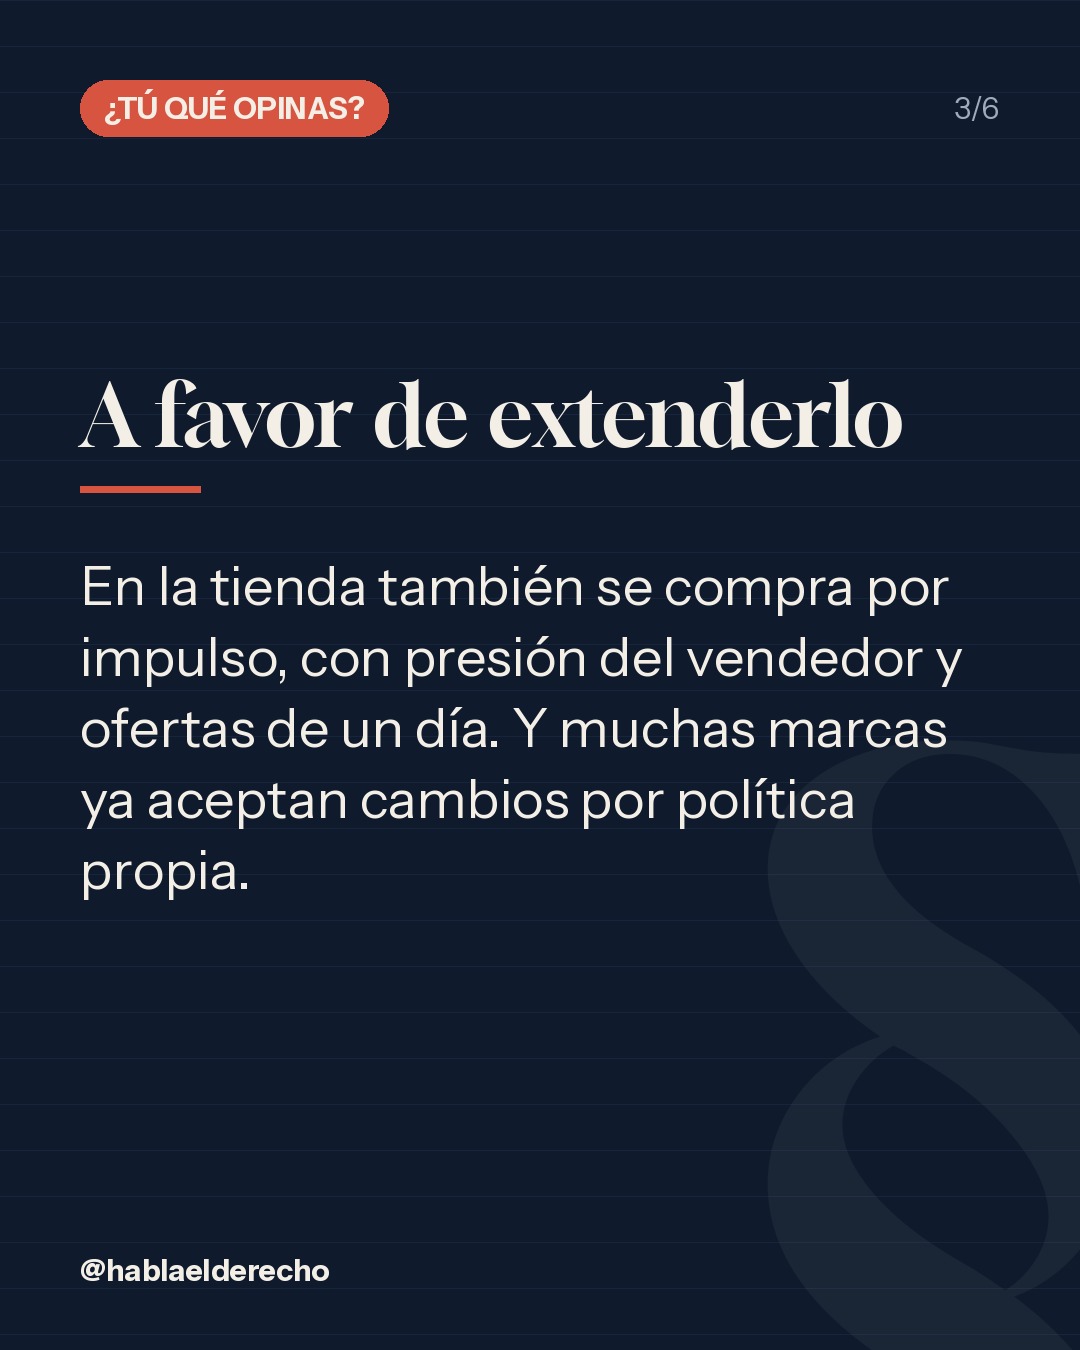 ¿TÚ QUÉ OPINAS?
3/6
A favor de extenderlo
En la tienda también se compra por
impulso, con presión del vendedor y
ofertas de un día. Y muchas marcas
ya aceptan cambios por política
propia.
§
@hablaelderecho